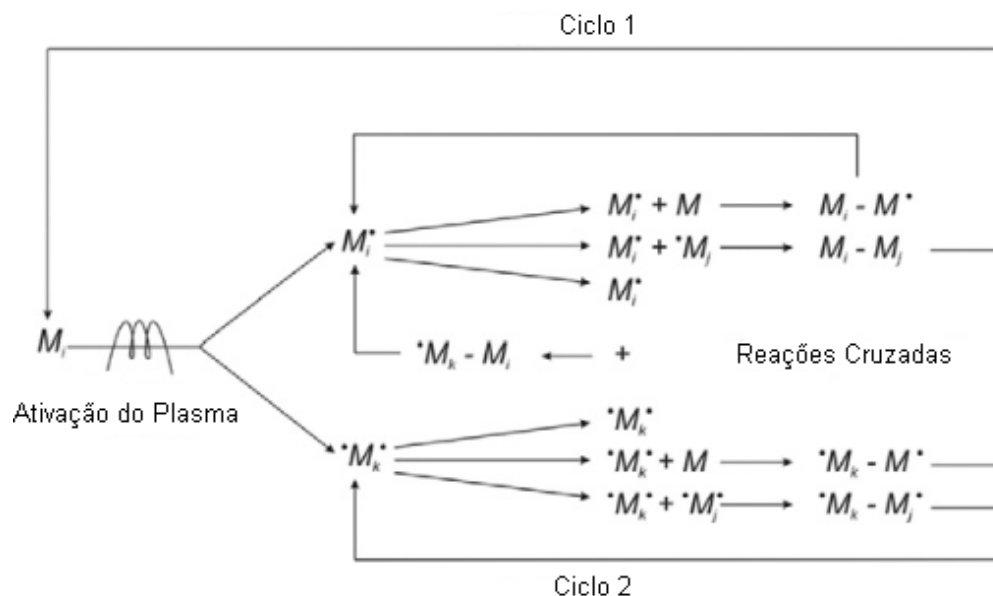 Ciclo 1
Mᵢ• + M → Mᵢ - M•
Mᵢ•
Mᵢ• + •Mⱼ → Mᵢ - Mⱼ
Mᵢ•
Mᵢ
•Mₖ - Mᵢ ← +
Reações Cruzadas
Ativação do Plasma
•Mₖ•
•Mₖ•
•Mₖ• + M → •Mₖ - M•
•Mₖ• + •Mⱼ• → •Mₖ - Mⱼ•
Ciclo 2